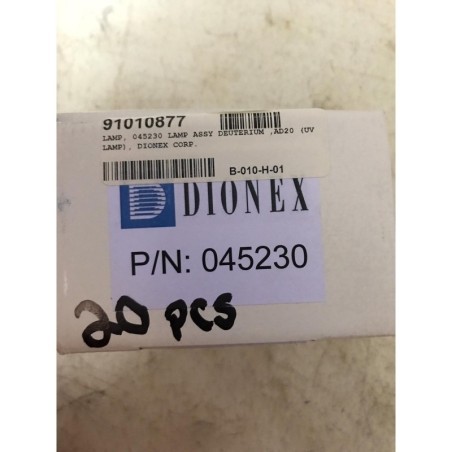 91010877
LAMP, 045230 LAMP ASSY DEUTERIUM ,AD20 (UV
LAMP), DIONEX CORP.
B-010-H-01
DIONEX
P/N: 045230
20 PCS